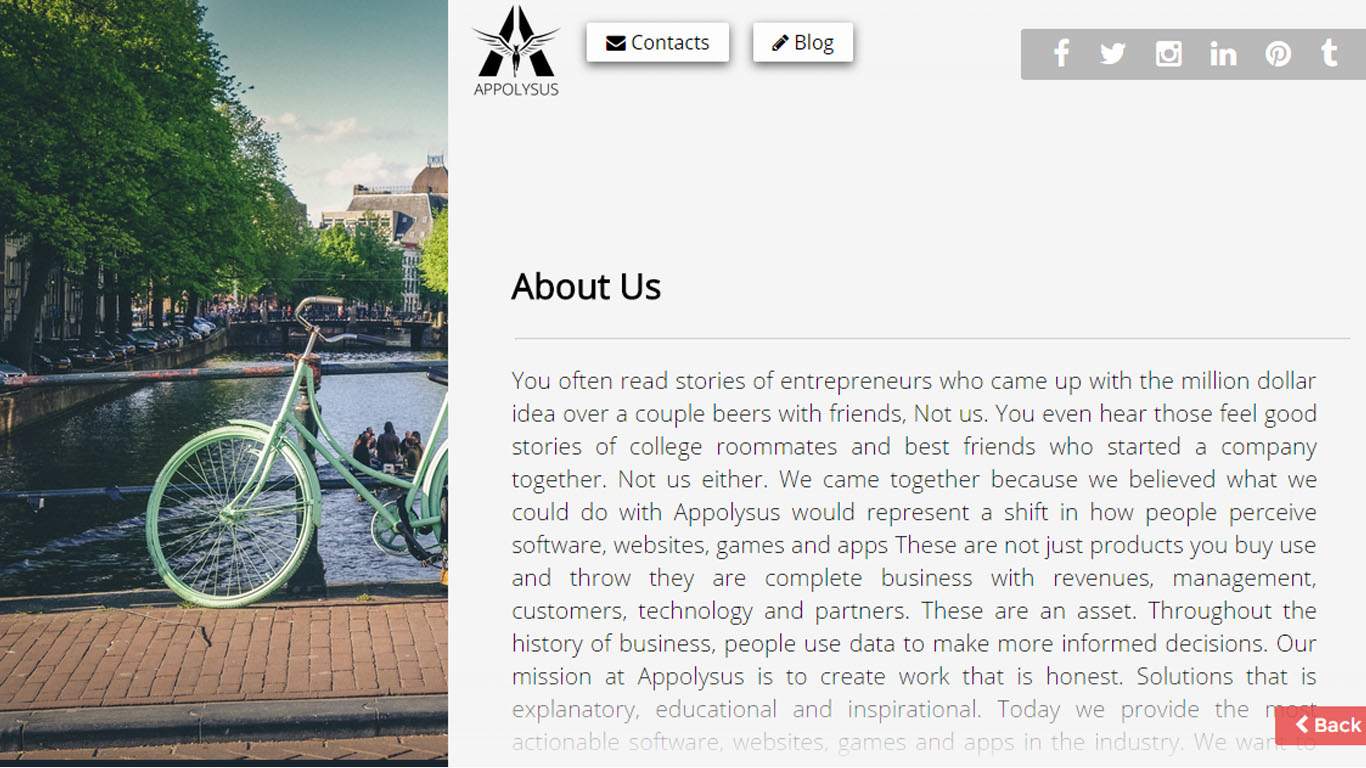 APPOLYSUS
Contacts
Blog
About Us
You often read stories of entrepreneurs who came up with the million dollar
idea over a couple beers with friends, Not us. You even hear those feel good
stories of college roommates and best friends who started a company
together. Not us either. We came together because we believed what we
could do with Appolysus would represent a shift in how people perceive
software, websites, games and apps These are not just products you buy use
and throw they are complete business with revenues, management,
customers, technology and partners. These are an asset. Throughout the
history of business, people use data to make more informed decisions. Our
mission at Appolysus is to create work that is honest. Solutions that is
explanatory, educational and inspirational. Today we provide the most
actionable software, websites, games and apps in the industry. We want to
Back